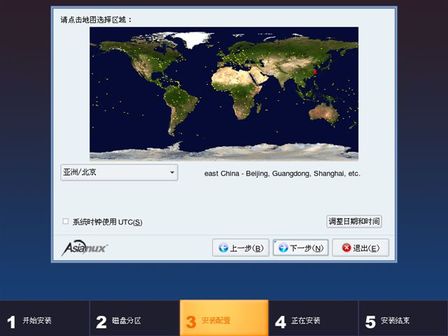 请点击地图选择区域:
亚洲/北京
east China - Beijing, Guangdong, Shanghai, etc.
系统时钟使用 UTC(S)
调整日期和时间
Asianux
上一步(B)
下一步(N)
退出(E)
1 开始安装
2 磁盘分区
3 安装配置
4 正在安装
5 安装结束